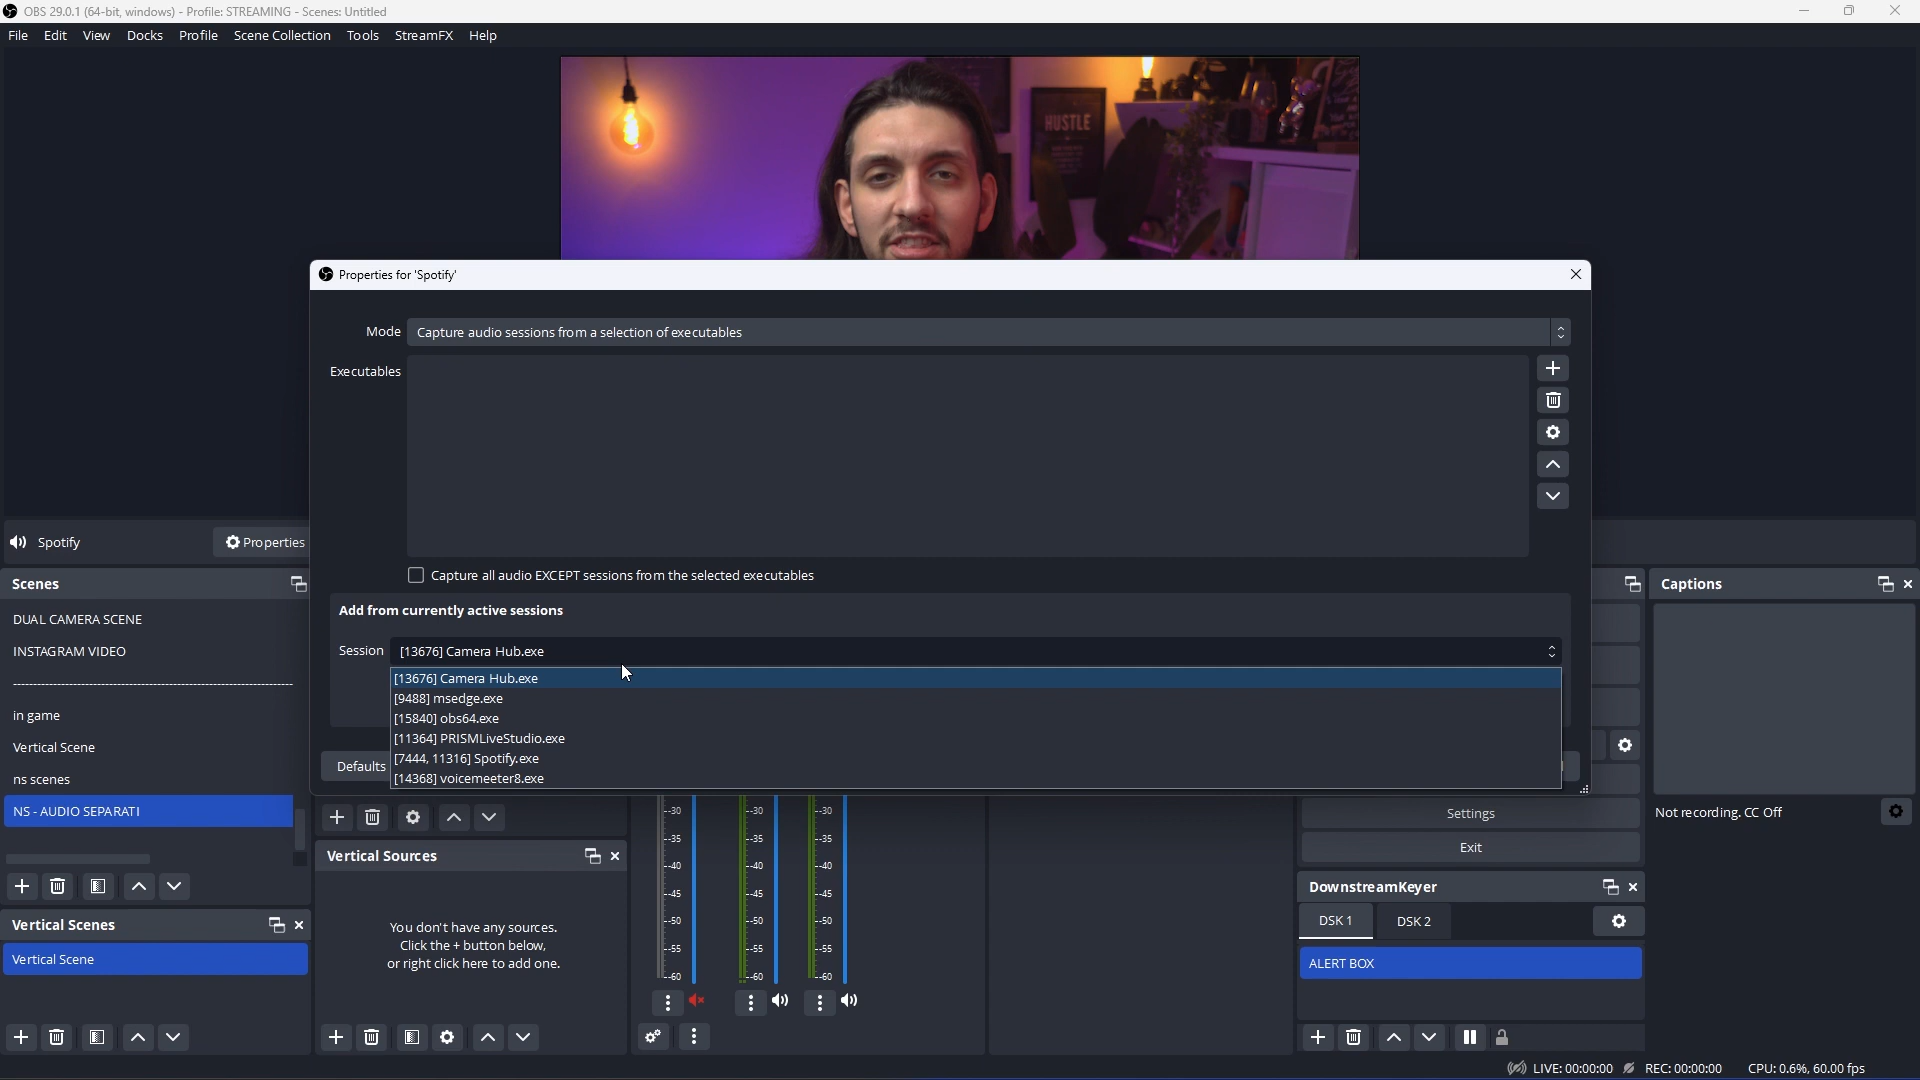 OBS 29.0.1 (64-bit, windows) - Profile: STREAMING - Scenes: Untitled
File Edit View Docks Profile Scene Collection Tools StreamFX Help
HUSTLE
Properties for 'Spotify'
Mode Capture audio sessions from a selection of executables
Executables
Spotify Properties
Capture all audio EXCEPT sessions from the selected executables
Add from currently active sessions
Session [13676] Camera Hub.exe
[13676] Camera Hub.exe
[9488] msedge.exe
[15840] obs64.exe
[11364] PRISMLiveStudio.exe
[7444, 11316] Spotify.exe
[14368] voicemeeter8.exe
Defaults
Scenes
DUAL CAMERA SCENE
INSTAGRAM VIDEO
--------------------------------------------------------------
in game
Vertical Scene
ns scenes
NS - AUDIO SEPARATI
Vertical Scenes
Vertical Scene
Vertical Sources
You don't have any sources.
Click the + button below,
or right click here to add one.
-30 -30 -30
-35 -35 -35
-40 -40 -40
-45 -45 -45
-50 -50 -50
-55 -55 -55
-60 -60 -60
Settings
Exit
DownstreamKeyer
DSK 1 DSK 2
ALERT BOX
Captions
Not recording. CC Off
LIVE: 00:00:00 REC: 00:00:00 CPU: 0.6%, 60.00 fps